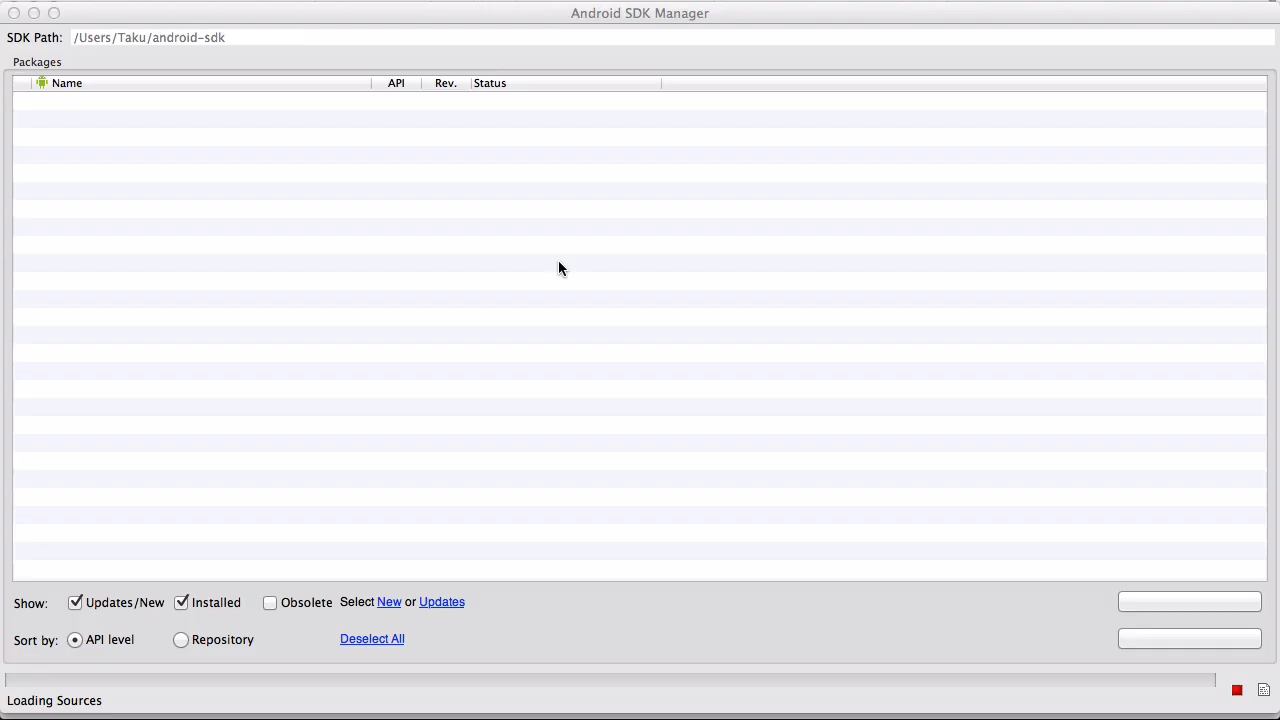 Android SDK Manager
SDK Path: /Users/Taku/android-sdk
Packages
Name API Rev. Status
Show: Updates/New Installed Obsolete Select New or Updates
Sort by: API level Repository Deselect All
Loading Sources